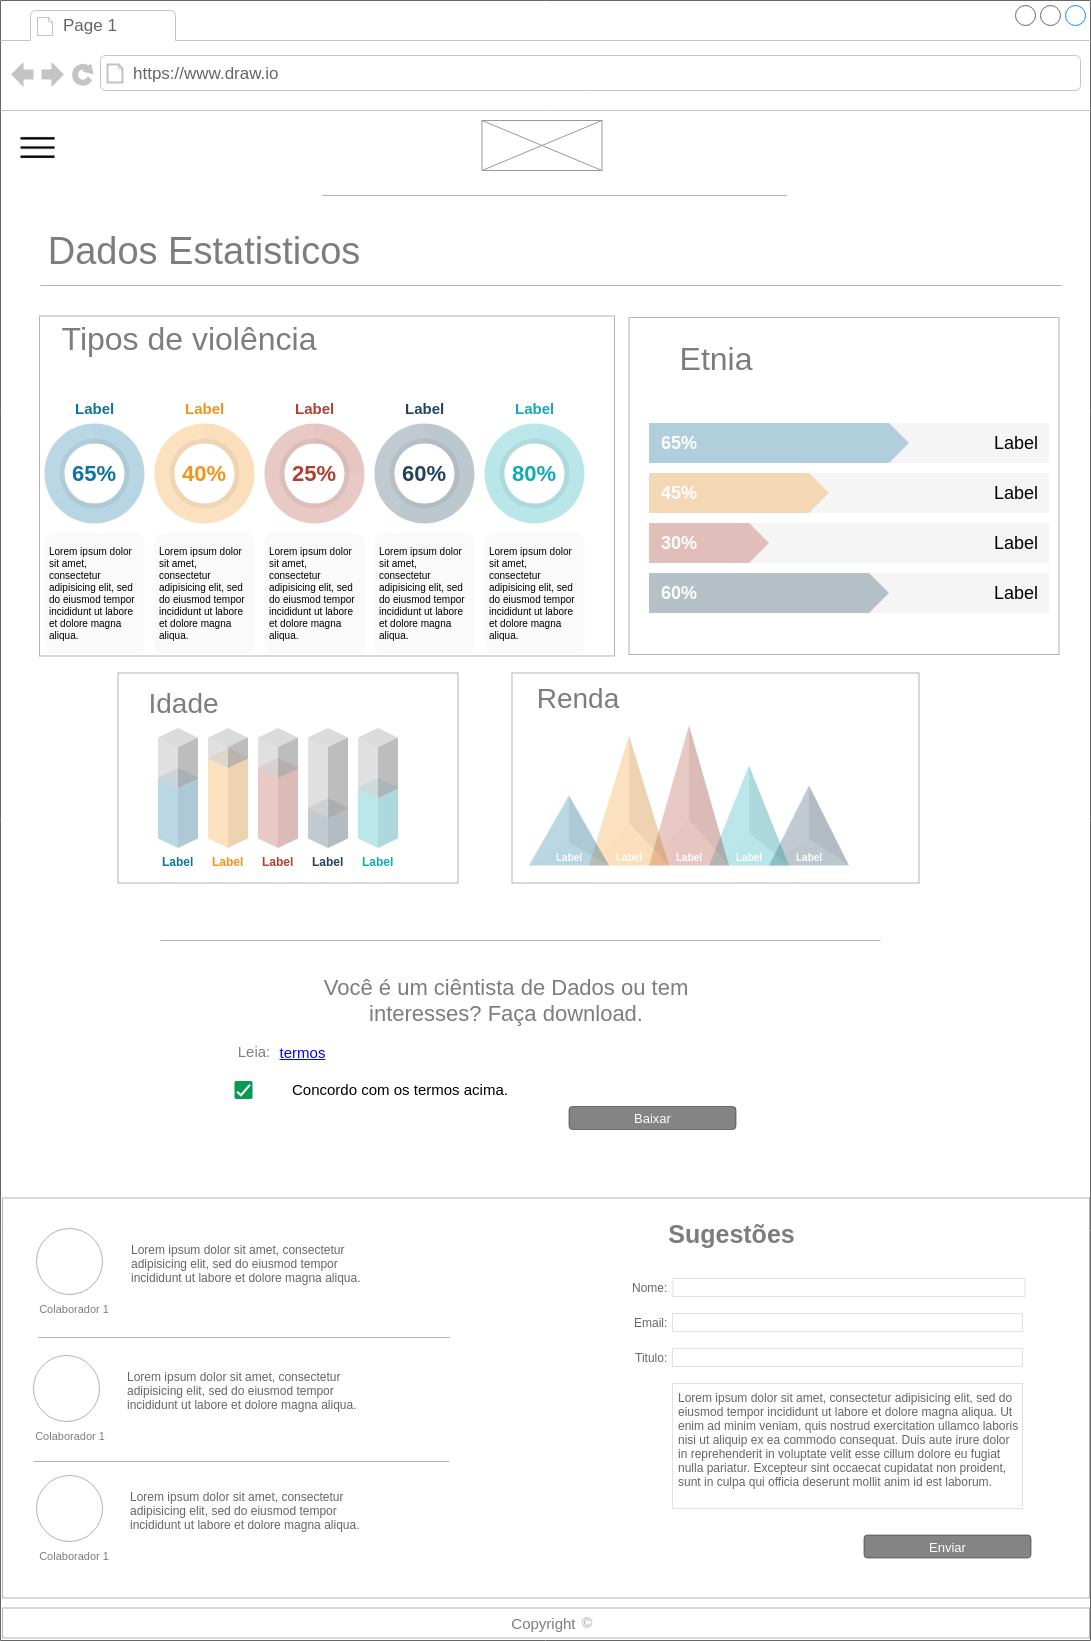 Page 1
https://www.draw.io
Dados Estatisticos
Tipos de violência
Label Label Label Label Label
65% 40% 25% 60% 80%
Lorem ipsum dolor
sit amet,
consectetur
adipisicing elit, sed
do eiusmod tempor
incididunt ut labore
et dolore magna
aliqua.
Lorem ipsum dolor
sit amet,
consectetur
adipisicing elit, sed
do eiusmod tempor
incididunt ut labore
et dolore magna
aliqua.
Lorem ipsum dolor
sit amet,
consectetur
adipisicing elit, sed
do eiusmod tempor
incididunt ut labore
et dolore magna
aliqua.
Lorem ipsum dolor
sit amet,
consectetur
adipisicing elit, sed
do eiusmod tempor
incididunt ut labore
et dolore magna
aliqua.
Lorem ipsum dolor
sit amet,
consectetur
adipisicing elit, sed
do eiusmod tempor
incididunt ut labore
et dolore magna
aliqua.
Etnia
65% Label
45% Label
30% Label
60% Label
Idade
Label Label Label Label Label
Renda
Label Label Label Label Label
Você é um ciêntista de Dados ou tem
interesses? Faça download.
Leia: termos
Concordo com os termos acima.
Baixar
Lorem ipsum dolor sit amet, consectetur
adipisicing elit, sed do eiusmod tempor
incididunt ut labore et dolore magna aliqua.
Colaborador 1
Lorem ipsum dolor sit amet, consectetur
adipisicing elit, sed do eiusmod tempor
incididunt ut labore et dolore magna aliqua.
Colaborador 1
Lorem ipsum dolor sit amet, consectetur
adipisicing elit, sed do eiusmod tempor
incididunt ut labore et dolore magna aliqua.
Colaborador 1
Sugestões
Nome:
Email:
Titulo:
Lorem ipsum dolor sit amet, consectetur adipisicing elit, sed do
eiusmod tempor incididunt ut labore et dolore magna aliqua. Ut
enim ad minim veniam, quis nostrud exercitation ullamco laboris
nisi ut aliquip ex ea commodo consequat. Duis aute irure dolor
in reprehenderit in voluptate velit esse cillum dolore eu fugiat
nulla pariatur. Excepteur sint occaecat cupidatat non proident,
sunt in culpa qui officia deserunt mollit anim id est laborum.
Enviar
Copyright ©